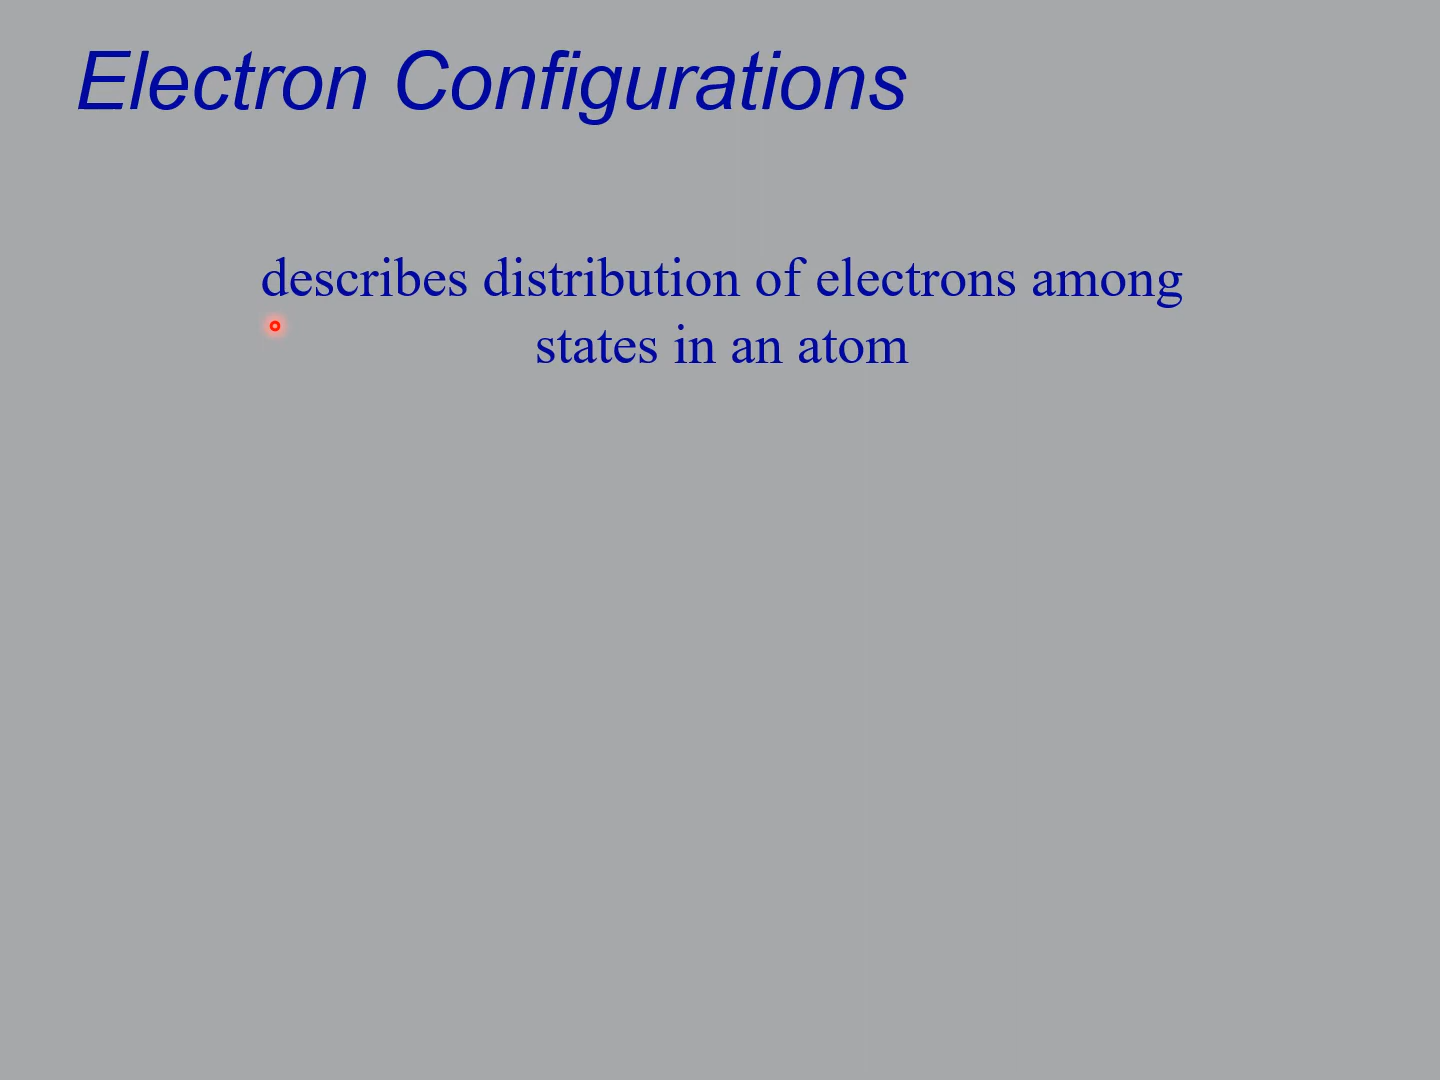 Electron Configurations
describes distribution of electrons among
states in an atom